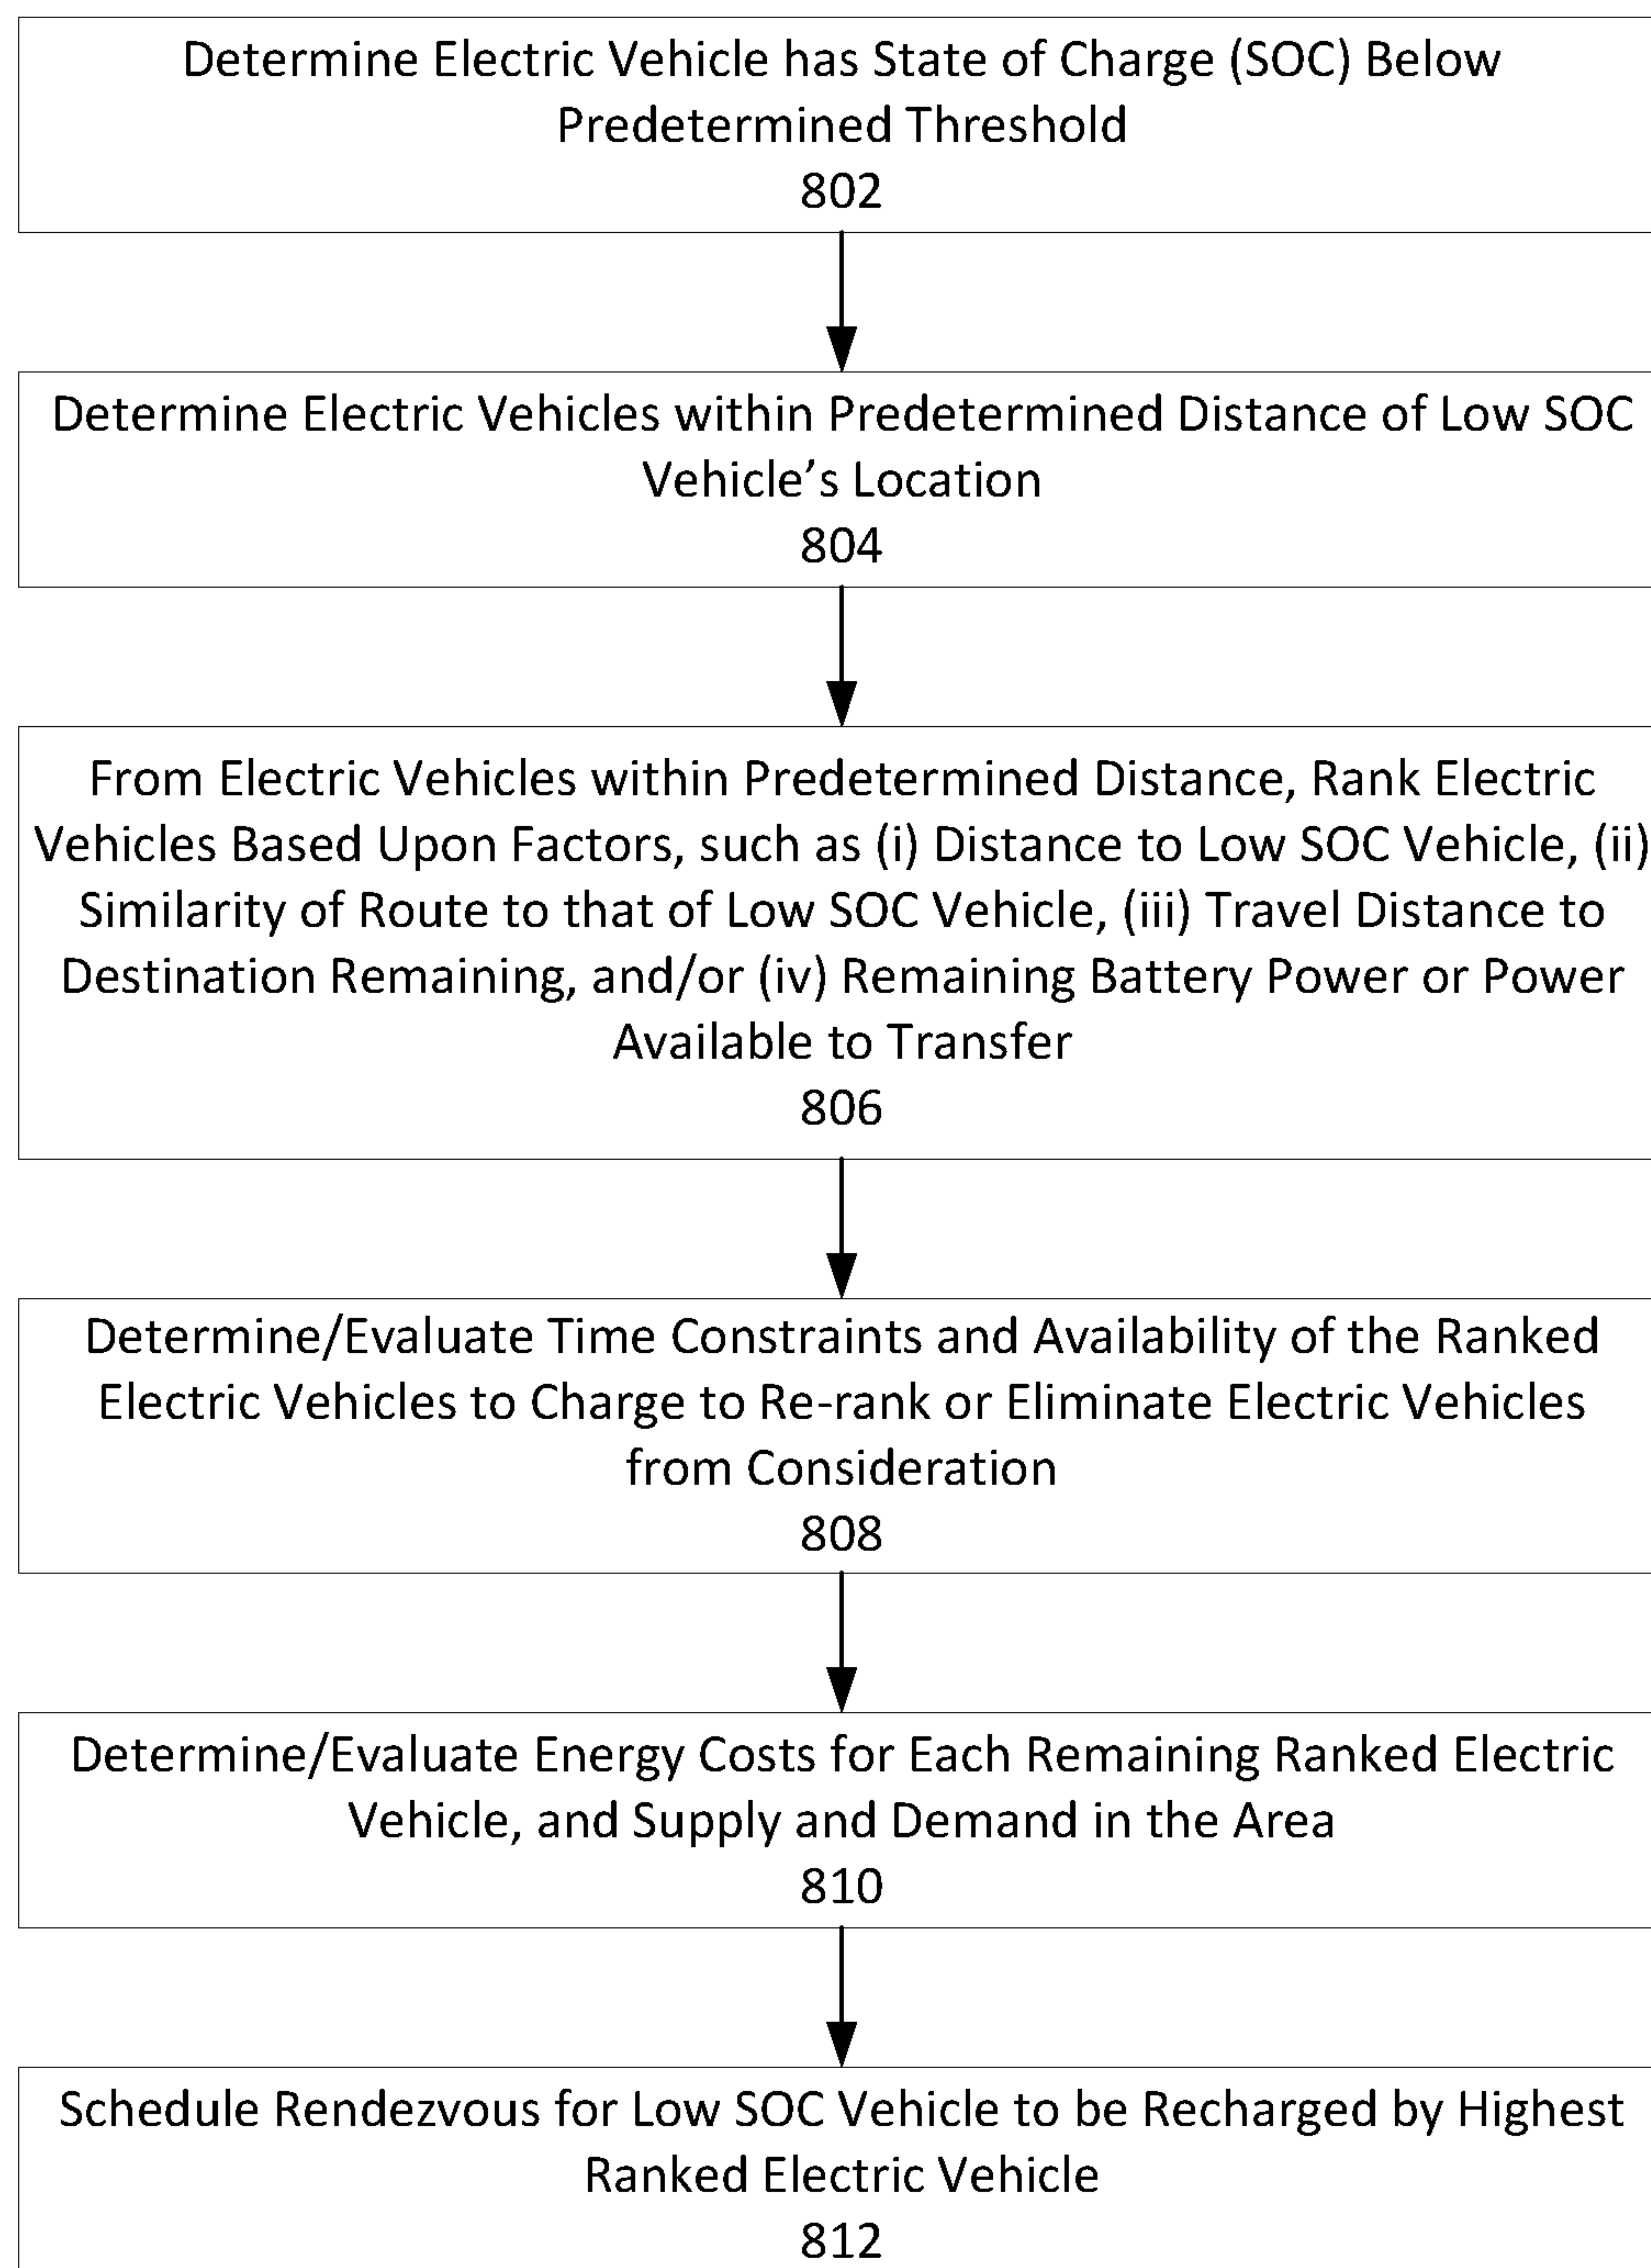 Determine Electric Vehicle has State of Charge (SOC) Below
Predetermined Threshold
802
Determine Electric Vehicles within Predetermined Distance of Low SOC
Vehicle’s Location
804
From Electric Vehicles within Predetermined Distance, Rank Electric
Vehicles Based Upon Factors, such as (i) Distance to Low SOC Vehicle, (ii)
Similarity of Route to that of Low SOC Vehicle, (iii) Travel Distance to
Destination Remaining, and/or (iv) Remaining Battery Power or Power
Available to Transfer
806
Determine/Evaluate Time Constraints and Availability of the Ranked
Electric Vehicles to Charge to Re-rank or Eliminate Electric Vehicles
from Consideration
808
Determine/Evaluate Energy Costs for Each Remaining Ranked Electric
Vehicle, and Supply and Demand in the Area
810
Schedule Rendezvous for Low SOC Vehicle to be Recharged by Highest
Ranked Electric Vehicle
812